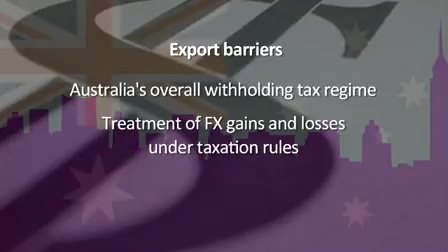 Export barriers
Australia's overall withholding tax regime
Treatment of FX gains and losses
under taxation rules